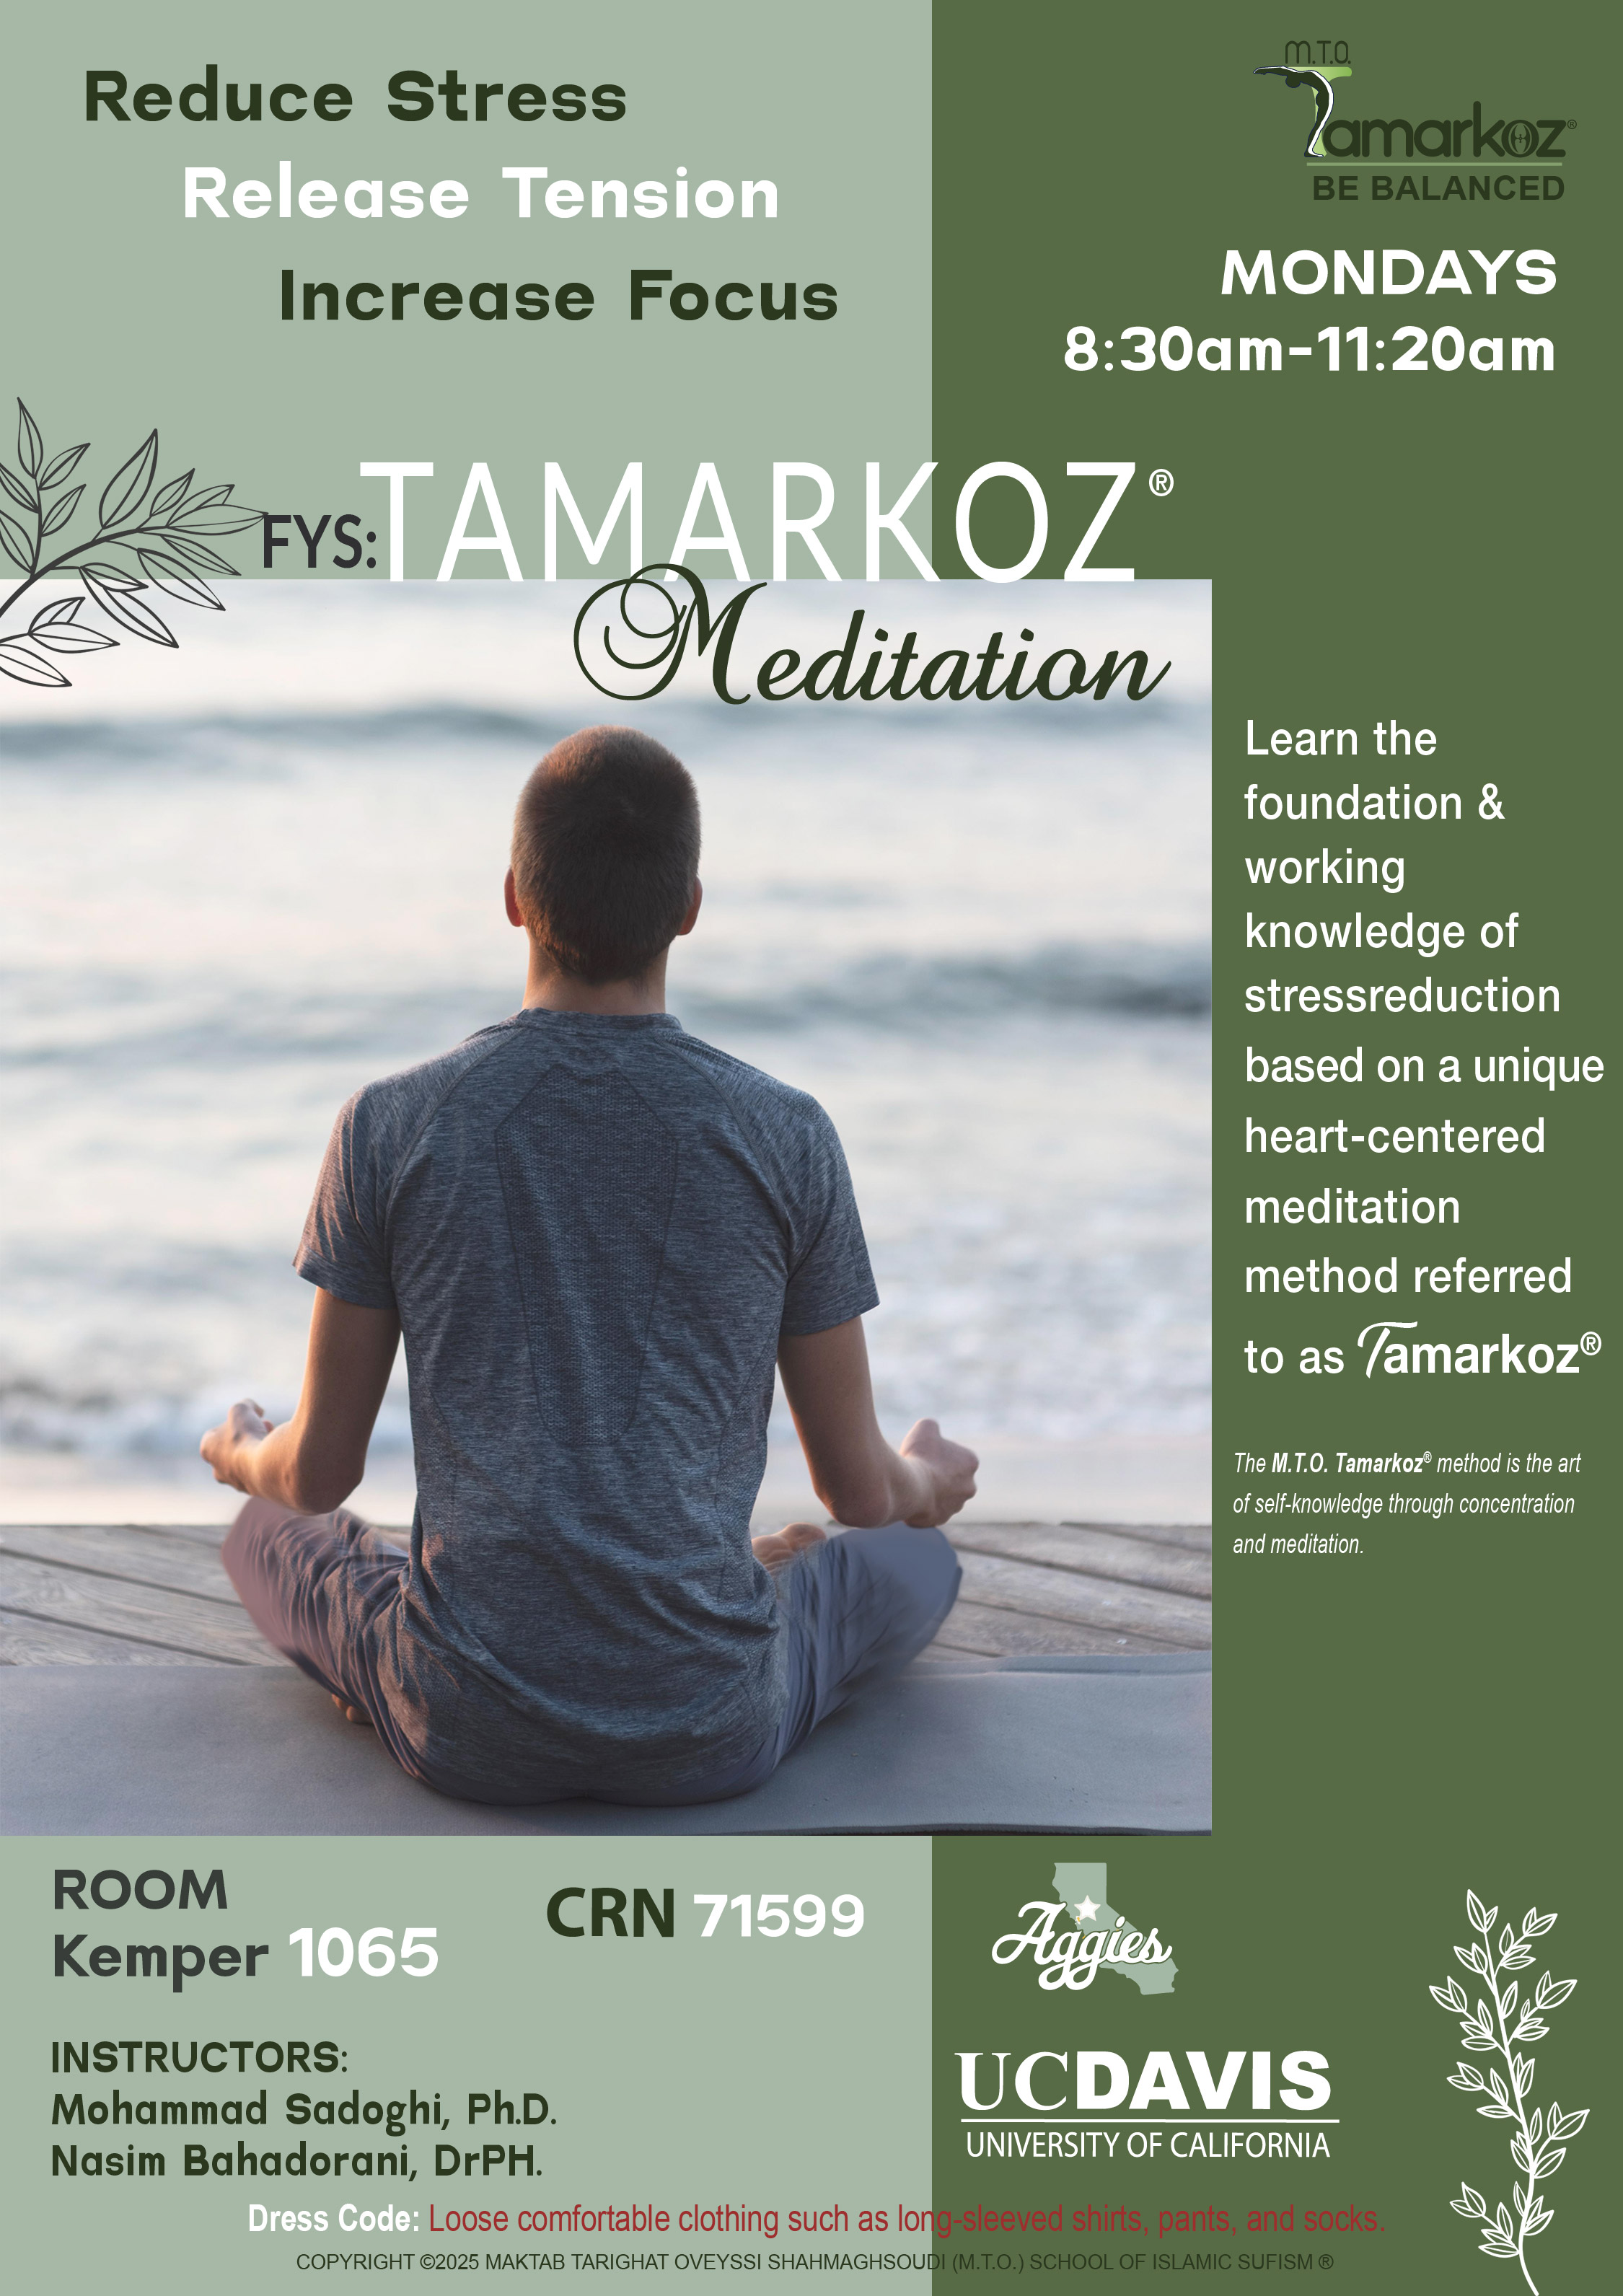 Reduce Stress
Release Tension
Increase Focus
M.T.O.
Tamarkoz®
BE BALANCED
MONDAYS
8:30am-11:20am
FYS:TAMARKOZ®
Meditation
Learn the
foundation &
working
knowledge of
stressreduction
based on a unique
heart-centered
meditation
method referred
to as Tamarkoz®
The M.T.O. Tamarkoz® method is the art
of self-knowledge through concentration
and meditation.
ROOM
Kemper 1065
CRN 71599
Aggies
INSTRUCTORS:
Mohammad Sadoghi, Ph.D.
Nasim Bahadorani, DrPH.
UCDAVIS
UNIVERSITY OF CALIFORNIA
Dress Code: Loose comfortable clothing such as long-sleeved shirts, pants, and socks.
COPYRIGHT ©2025 MAKTAB TARIGHAT OVEYSSI SHAHMAGHSOUDI (M.T.O.) SCHOOL OF ISLAMIC SUFISM ®